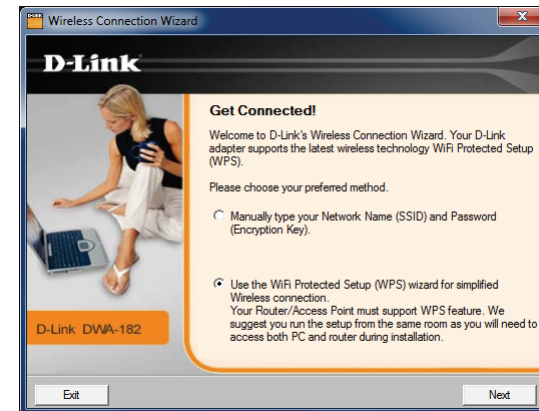 Wireless Connection Wizard
D-Link
Get Connected!
Welcome to D-Link's Wireless Connection Wizard. Your D-Link
adapter supports the latest wireless technology WiFi Protected Setup
(WPS).
Please choose your preferred method.
Manually type your Network Name (SSID) and Password
(Encryption Key).
Use the WiFi Protected Setup (WPS) wizard for simplified
Wireless connection.
Your Router/Access Point must support WPS feature. We
suggest you run the setup from the same room as you will need to
access both PC and router during installation.
D-Link DWA-182
Exit
Next